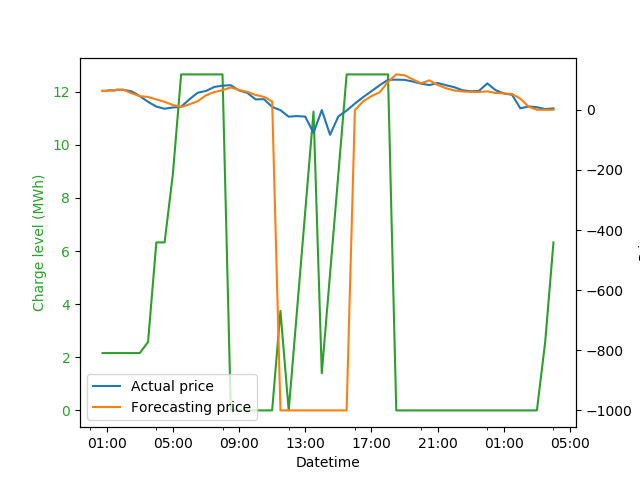 12
10
8
6
4
2
0
Charge level (MWh)
0
−200
−400
−600
−800
−1000
Actual price
Forecasting price
01:00 05:00 09:00 13:00 17:00 21:00 01:00 05:00
Datetime